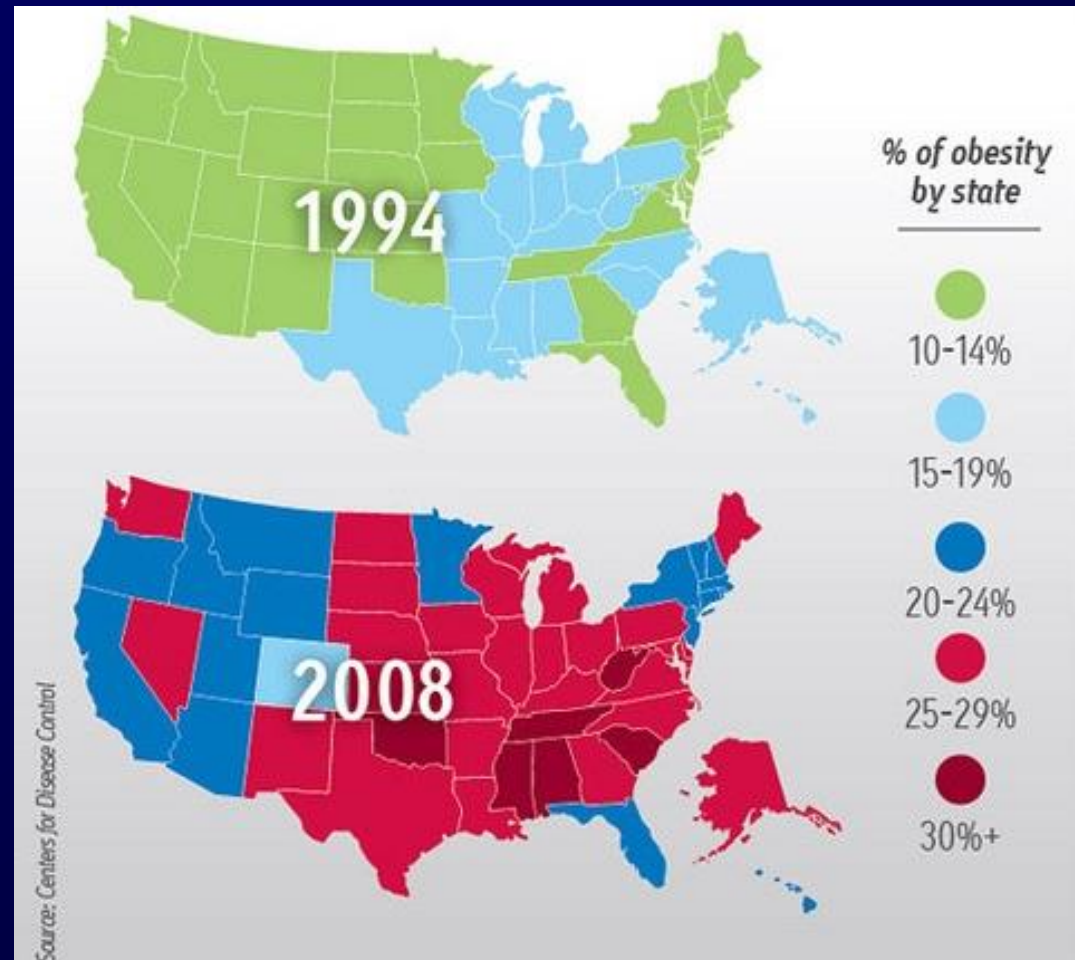 1994
% of obesity
by state
10-14%
15-19%
20-24%
25-29%
30%+
2008
Source: Centers for Disease Control